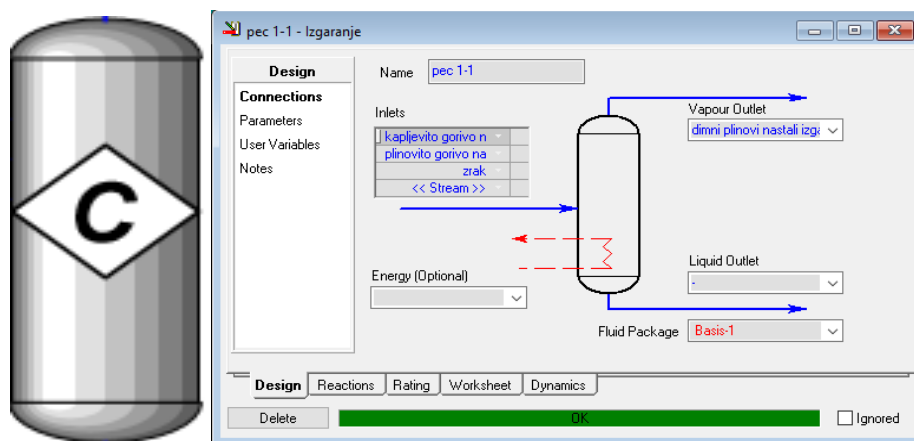 C
pec 1-1 - Izgaranje
Design
Connections
Parameters
User Variables
Notes
Name pec 1-1
Inlets
kapljevito gorivo n
plinovito gorivo na
zrak
<< Stream >>
Vapour Outlet
dimni plinovi nastali izga
Energy (Optional)
Liquid Outlet
-
Fluid Package Basis-1
Design Reactions Rating Worksheet Dynamics
Delete OK Ignored